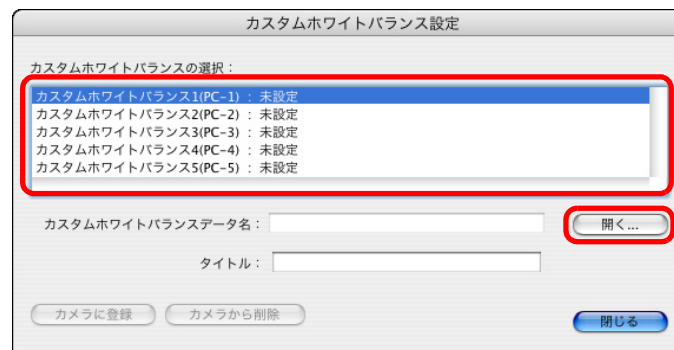 カスタムホワイトバランス設定
カスタムホワイトバランスの選択：
カスタムホワイトバランス1(PC-1) : 未設定
カスタムホワイトバランス2(PC-2) : 未設定
カスタムホワイトバランス3(PC-3) : 未設定
カスタムホワイトバランス4(PC-4) : 未設定
カスタムホワイトバランス5(PC-5) : 未設定
カスタムホワイトバランスデータ名： 開く...
タイトル：
カメラに登録 カメラから削除 閉じる